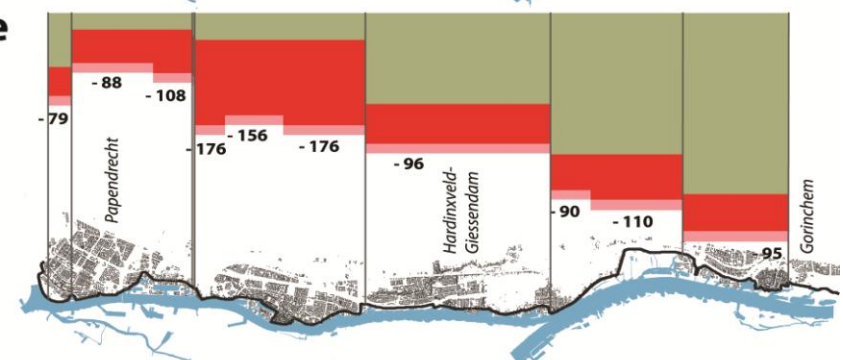 e
- 79
- 88
- 108
- 176
- 156
- 176
- 96
- 90
- 110
- 95
Papendrecht
Hardinxveld-
Giessendam
Gorinchem